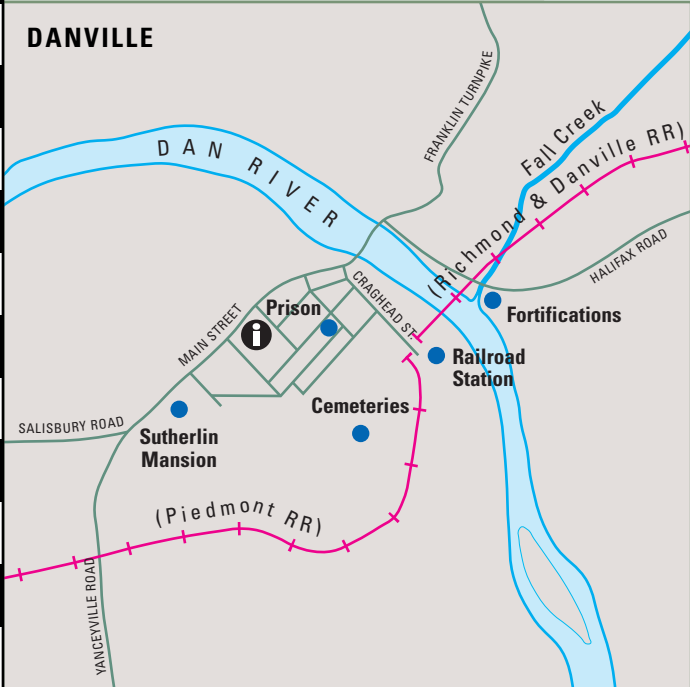 DANVILLE
FRANKLIN TURNPIKE
Fall Creek
DAN RIVER
(Richmond & Danville RR)
HALIFAX ROAD
CRAGHEAD ST.
MAIN STREET
Prison
i
Fortifications
Railroad
Station
Cemeteries
SALISBURY ROAD
Sutherlin
Mansion
(Piedmont RR)
YANCEYVILLE ROAD